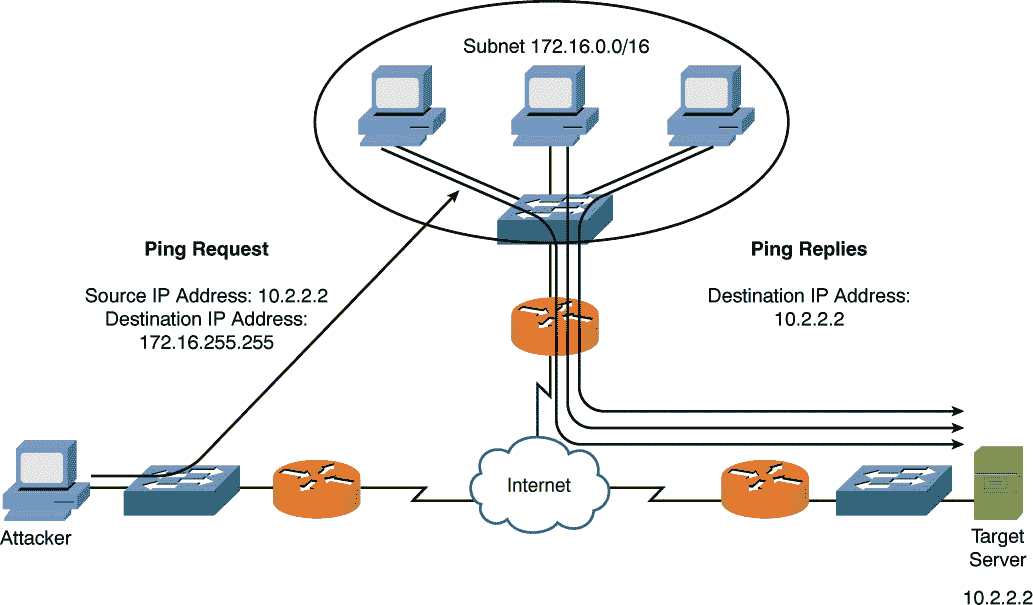 Subnet 172.16.0.0/16
Ping Request
Source IP Address: 10.2.2.2
Destination IP Address:
172.16.255.255
Ping Replies
Destination IP Address:
10.2.2.2
Attacker
Internet
Target
Server
10.2.2.2